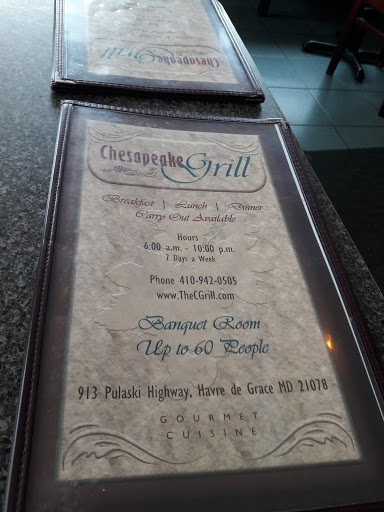 Chesapeake
Grill
Chesapeake
Grill
Breakfast | Lunch | Dinner
Carry Out Available
Hours
6:00 a.m. - 10:00 p.m.
7 Days a Week
Phone 410-942-0505
www.TheCGrill.com
Banquet Room
Up to 60 People
913 Pulaski Highway, Havre de Grace MD 21078
GOURMET
CUISINE